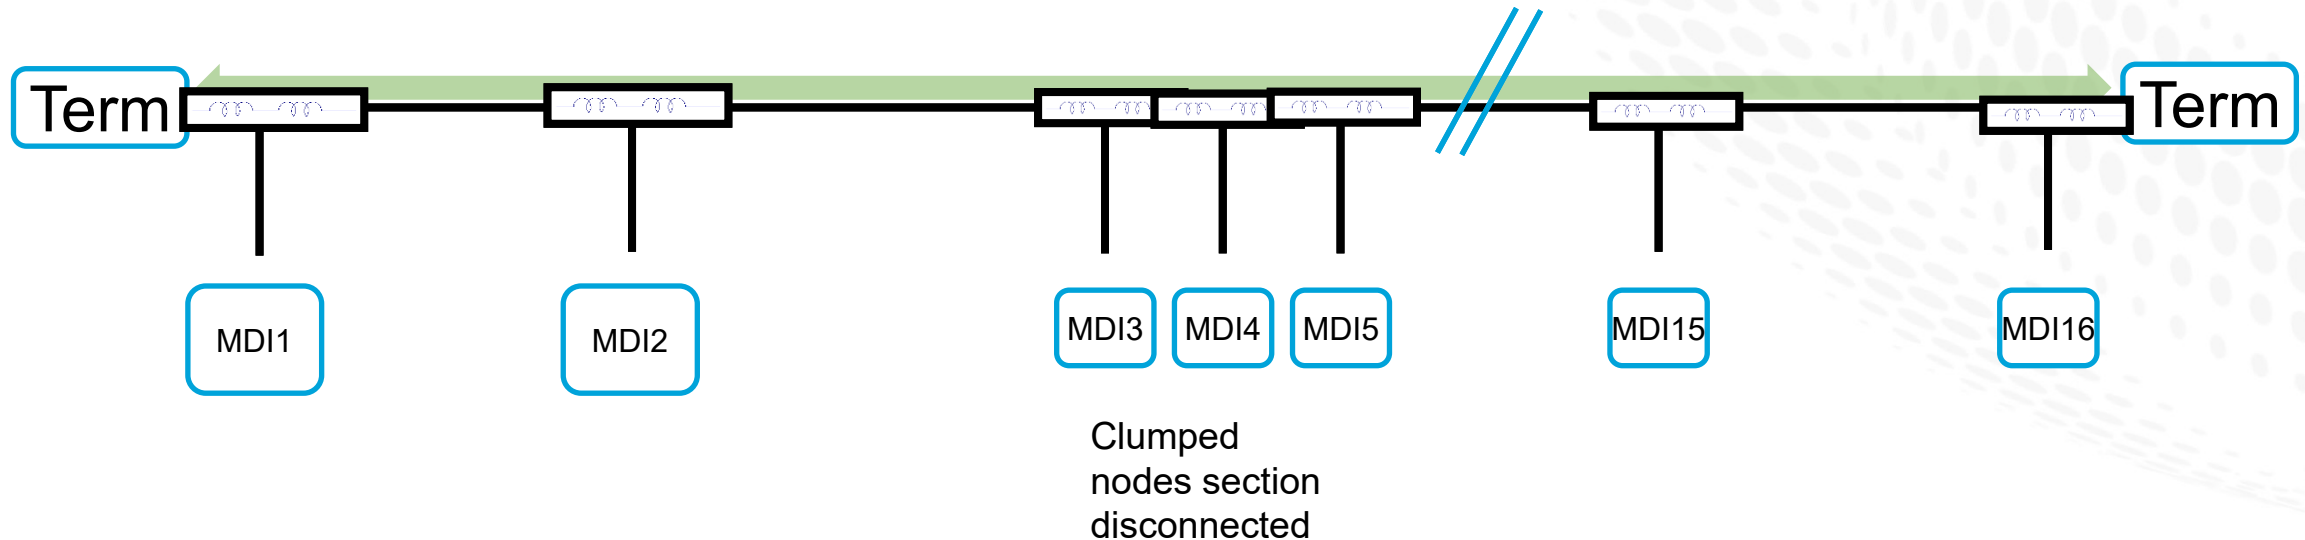 Term
Term
MDI1
MDI2
MDI3
MDI4
MDI5
MDI15
MDI16
Clumped
nodes section
disconnected